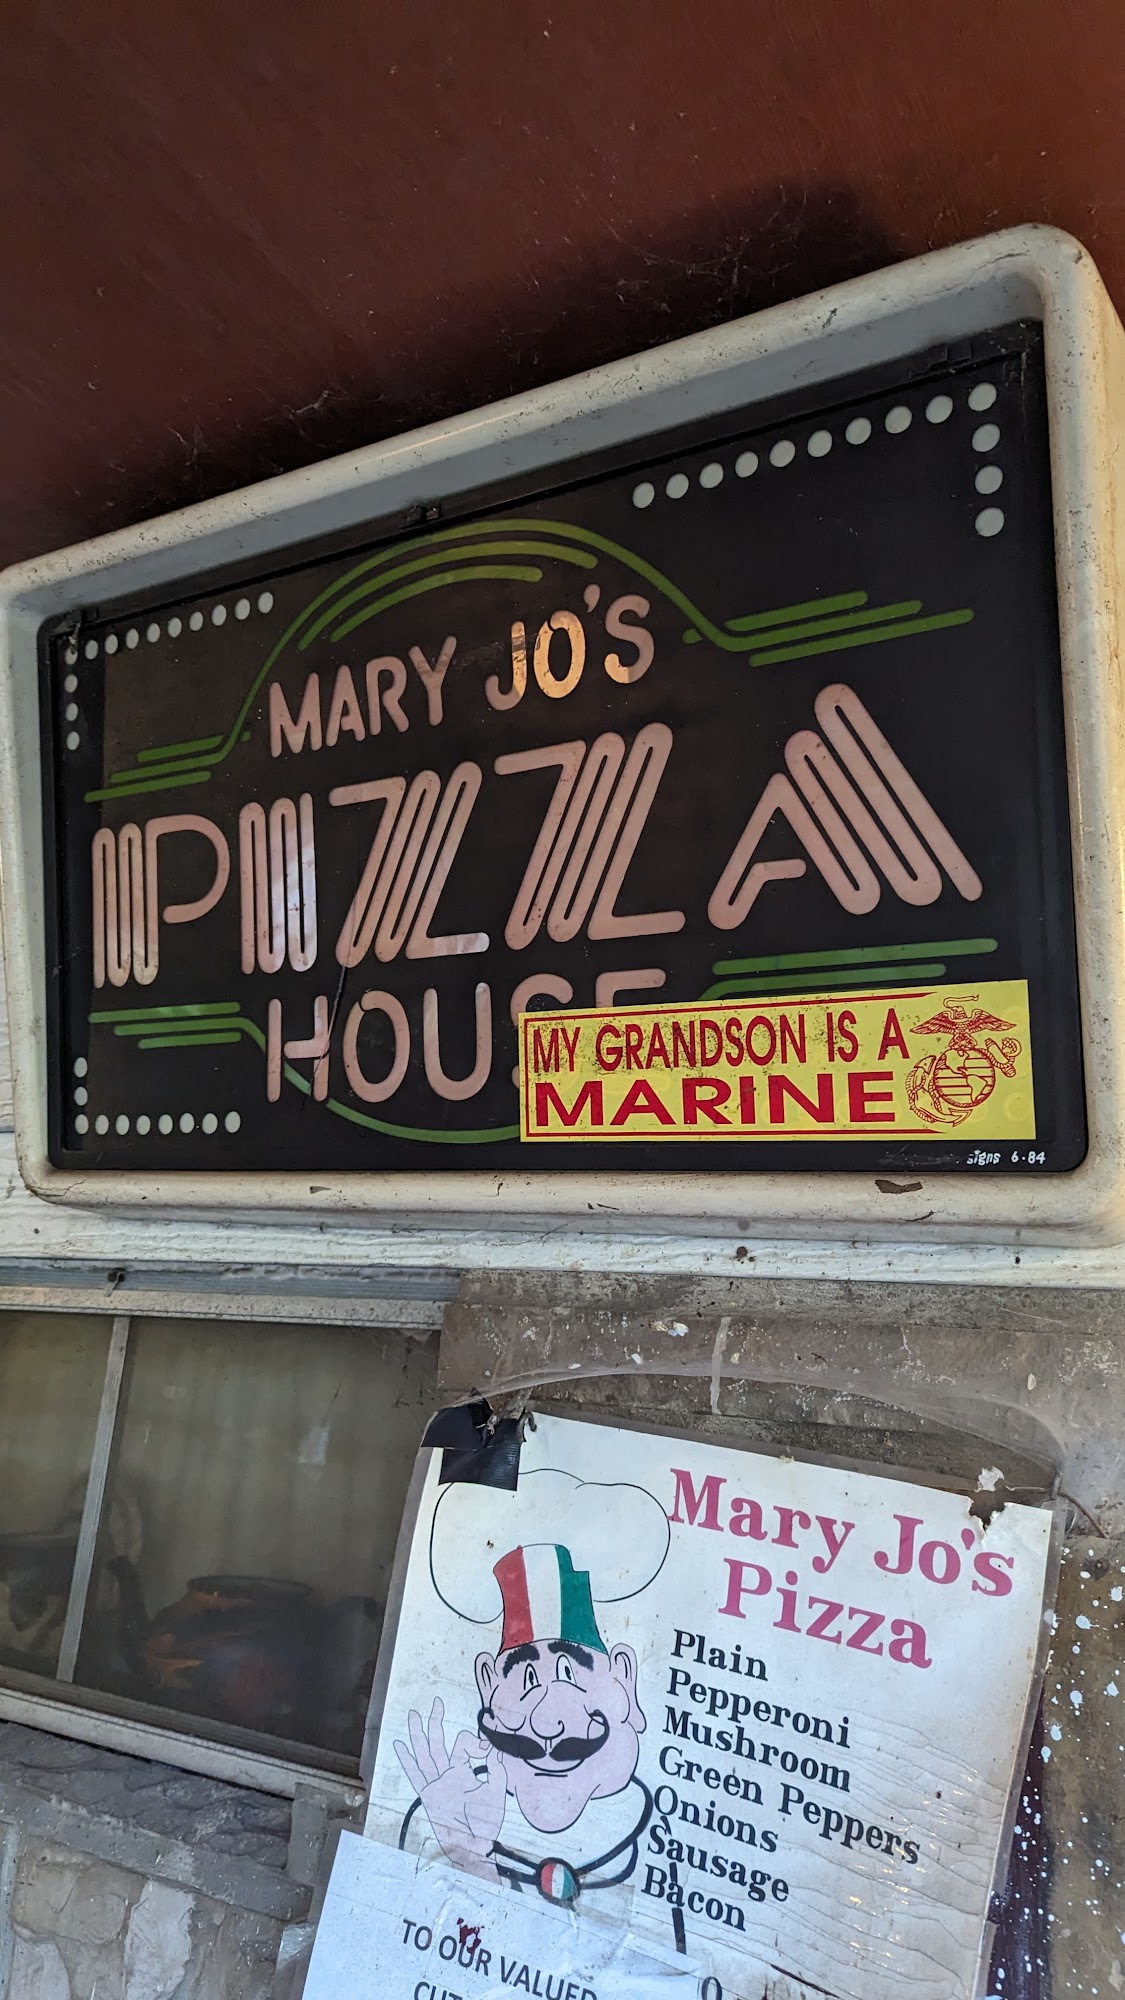 MARY JO'S
PIZZA
HOUSE
MY GRANDSON IS A
MARINE
signs 6-84
Mary Jo's
Pizza
Plain
Pepperoni
Mushroom
Green Peppers
Onions
Sausage
Bacon
TO OUR VALUED